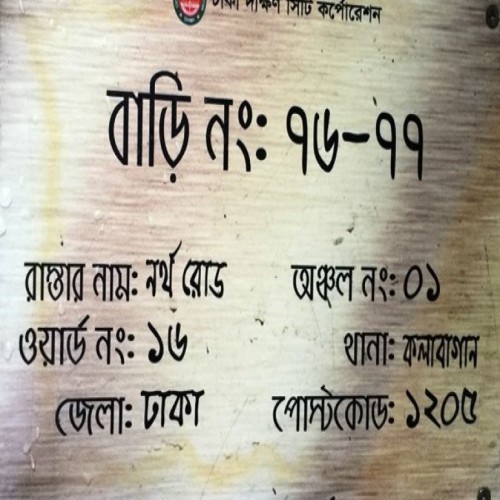 ঢাকা দক্ষিণ সিটি কর্পোরেশন
বাড়ি নং: ৭৬-৭৭
রাস্তার নাম: নর্থ রোড অঞ্চল নং: ০১
ওয়ার্ড নং: ১৬ থানা: কলাবাগান
জেলা: ঢাকা পোস্টকোড: ১২০৫